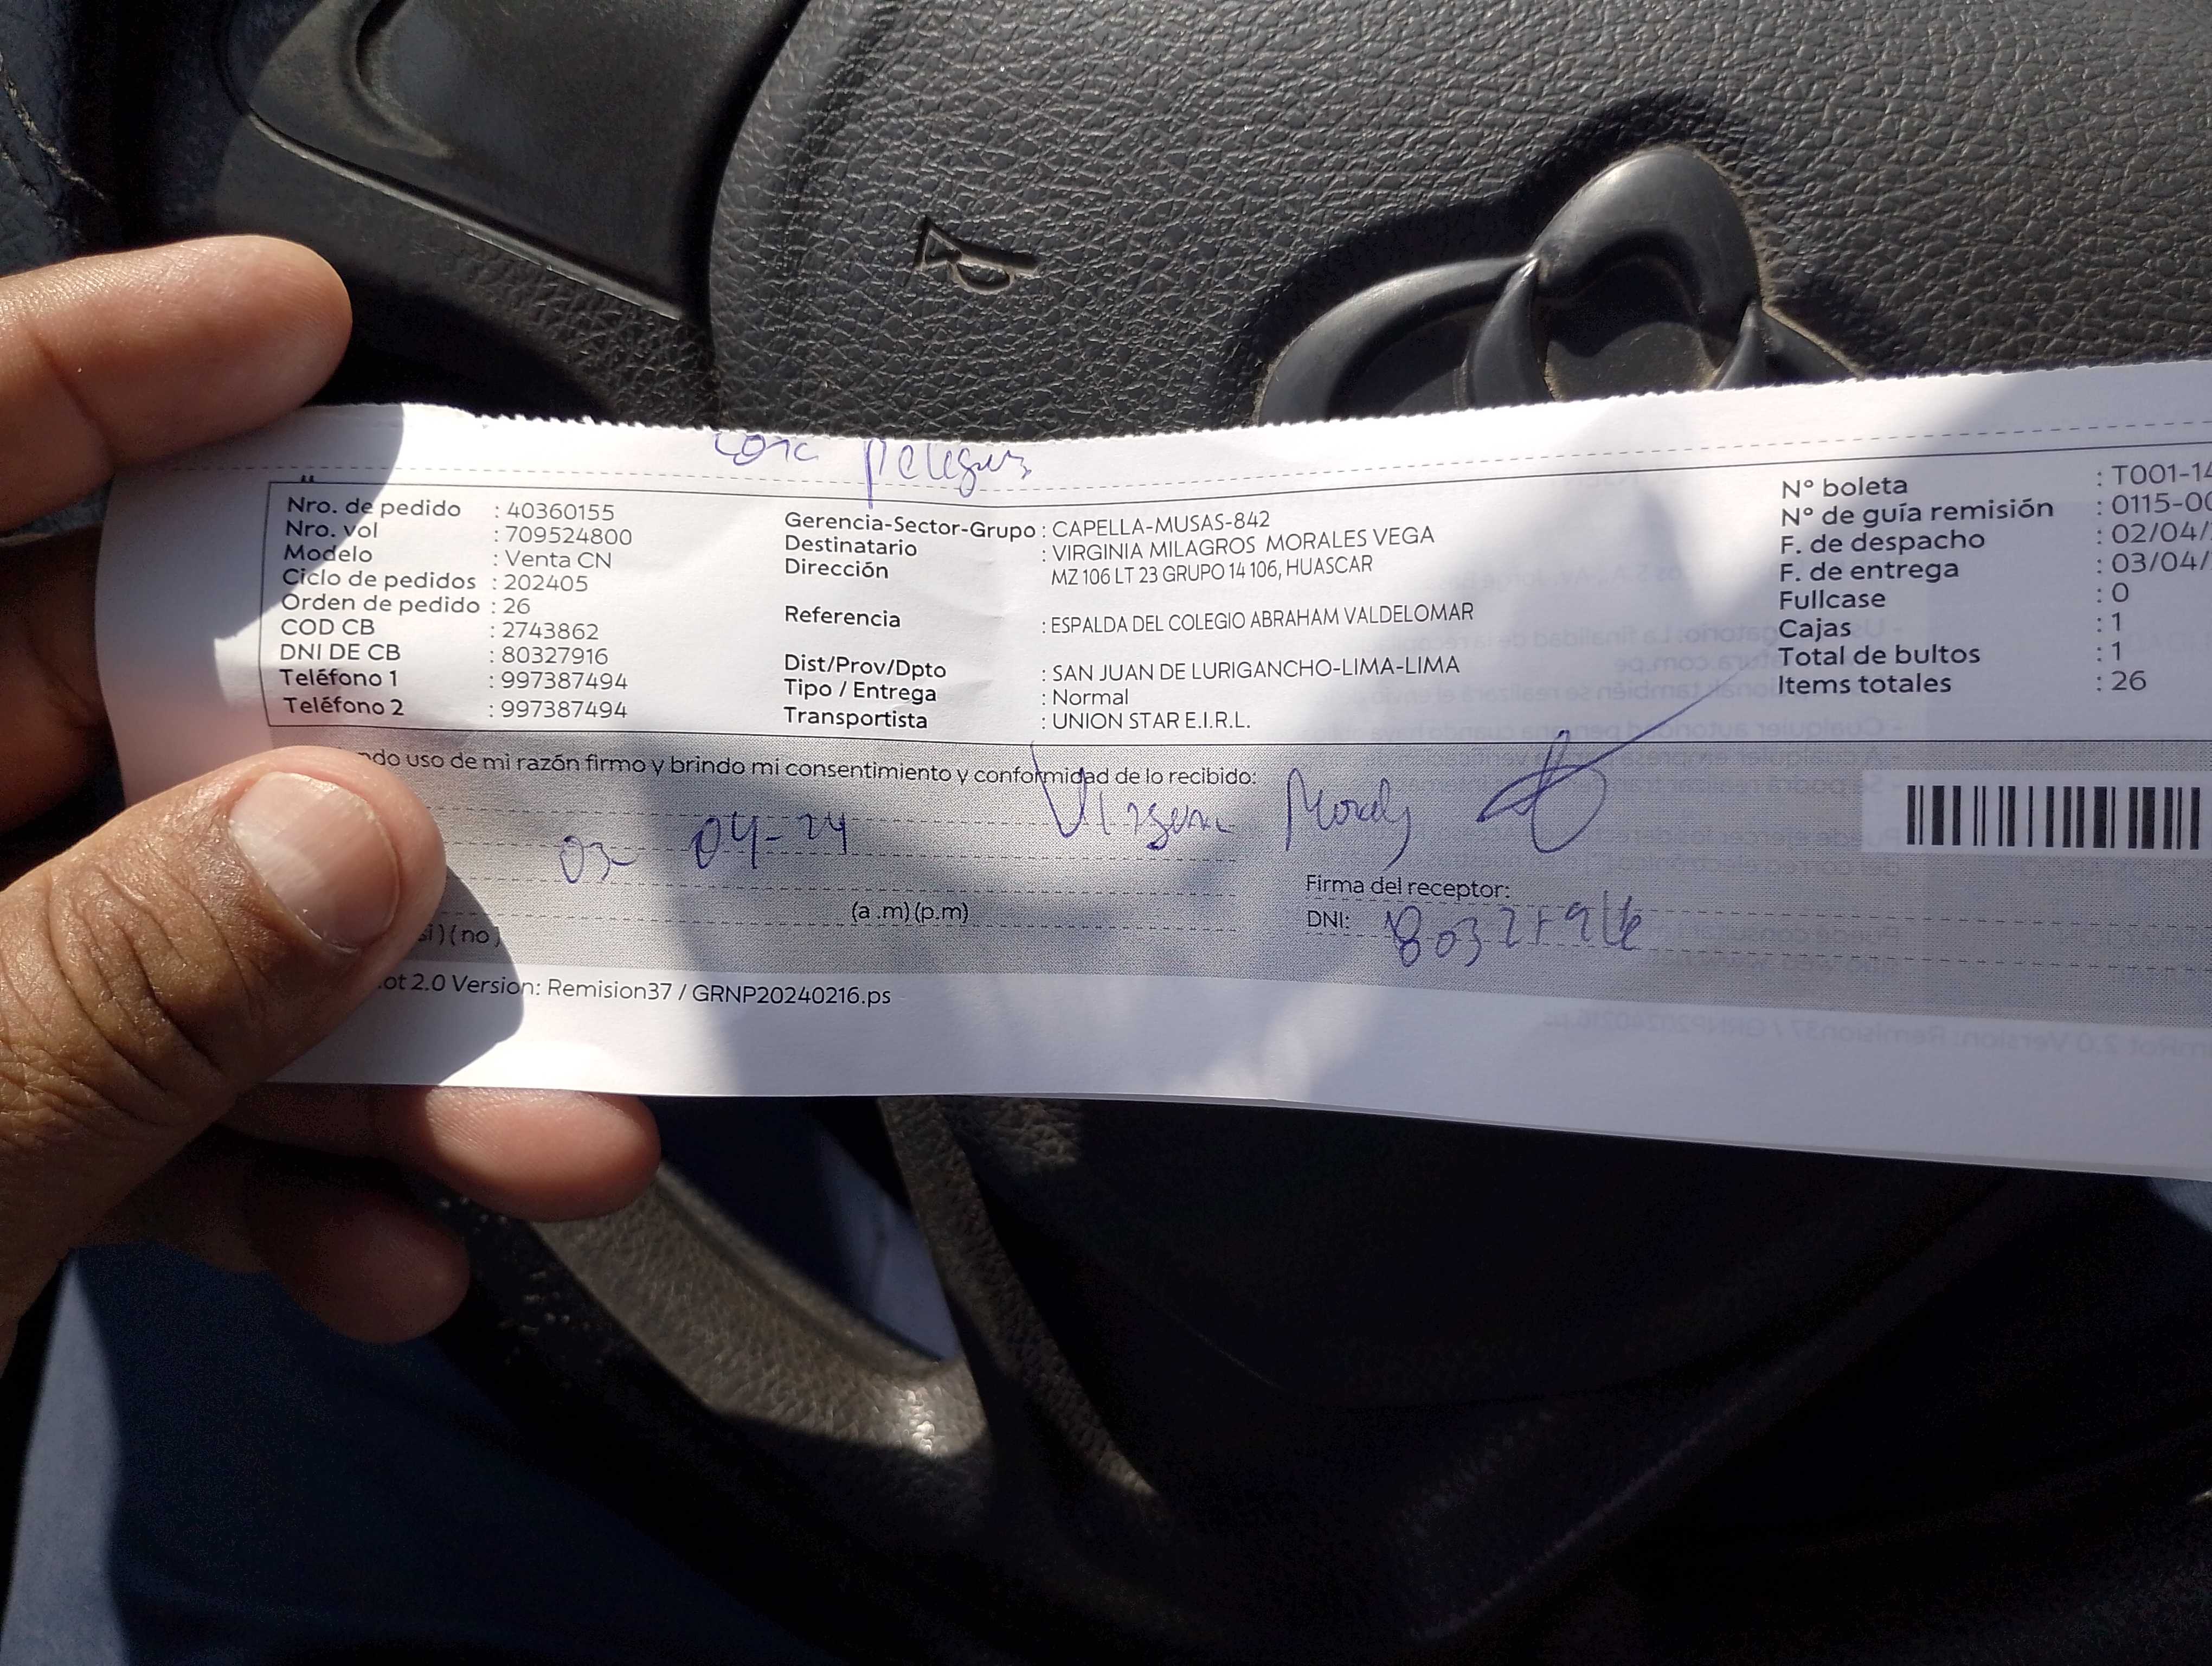 Zona Peligus
Nro. de pedido : 40360155
Nro. vol : 709524800
Modelo : Venta CN
Ciclo de pedidos : 202405
Orden de pedido : 26
COD CB : 2743862
DNI DE CB : 80327916
Teléfono 1 : 997387494
Teléfono 2 : 997387494
Gerencia-Sector-Grupo : CAPELLA-MUSAS-842
Destinatario : VIRGINIA MILAGROS MORALES VEGA
Dirección MZ 106 LT 23 GRUPO 14 106, HUASCAR
Referencia : ESPALDA DEL COLEGIO ABRAHAM VALDELOMAR
Dist/Prov/Dpto : SAN JUAN DE LURIGANCHO-LIMA-LIMA
Tipo / Entrega : Normal
Transportista : UNION STAR E.I.R.L.
N° boleta : T001-14
N° de guía remisión : 0115-00
F. de despacho : 02/04/
F. de entrega : 03/04/
Fullcase : 0
Cajas : 1
Total de bultos : 1
Items totales : 26
ndo uso de mi razón firmo y brindo mi consentimiento y conformidad de lo recibido:
03- 04-24
(a .m) (p.m)
si ) ( no )
Firma del receptor:
DNI:
ot 2.0 Version: Remision37 / GRNP20240216.ps